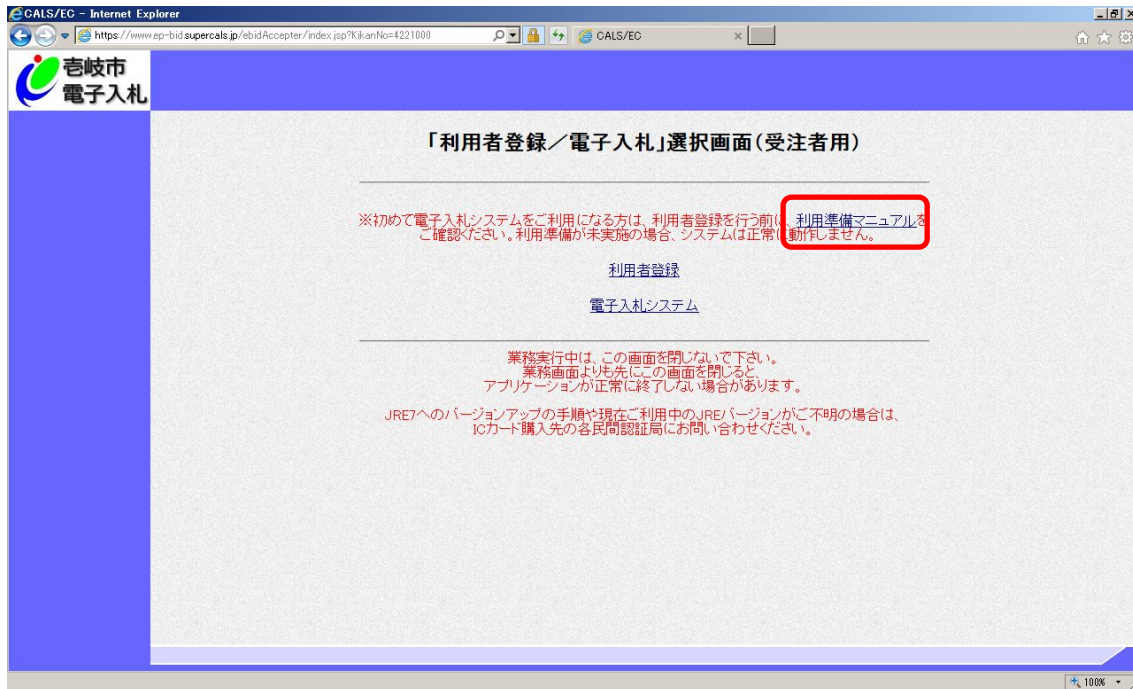 CALS/EC - Internet Explorer
https://www.ep-bid.supercals.jp/ebidAccepter/index.jsp?KikanNo=4221000
CALS/EC
壱岐市
電子入札
「利用者登録／電子入札」選択画面(受注者用)
※初めて電子入札システムをご利用になる方は、利用者登録を行う前に、利用準備マニュアルを
ご確認ください。利用準備が未実施の場合、システムは正常に動作しません。
利用者登録
電子入札システム
業務実行中は、この画面を閉じないで下さい。
業務画面よりも先にこの画面を閉じると、
アプリケーションが正常に終了しない場合があります。
JRE7へのバージョンアップの手順や現在ご利用中のJREバージョンがご不明の場合は、
ICカード購入先の各民間認証局にお問い合わせください。
100%